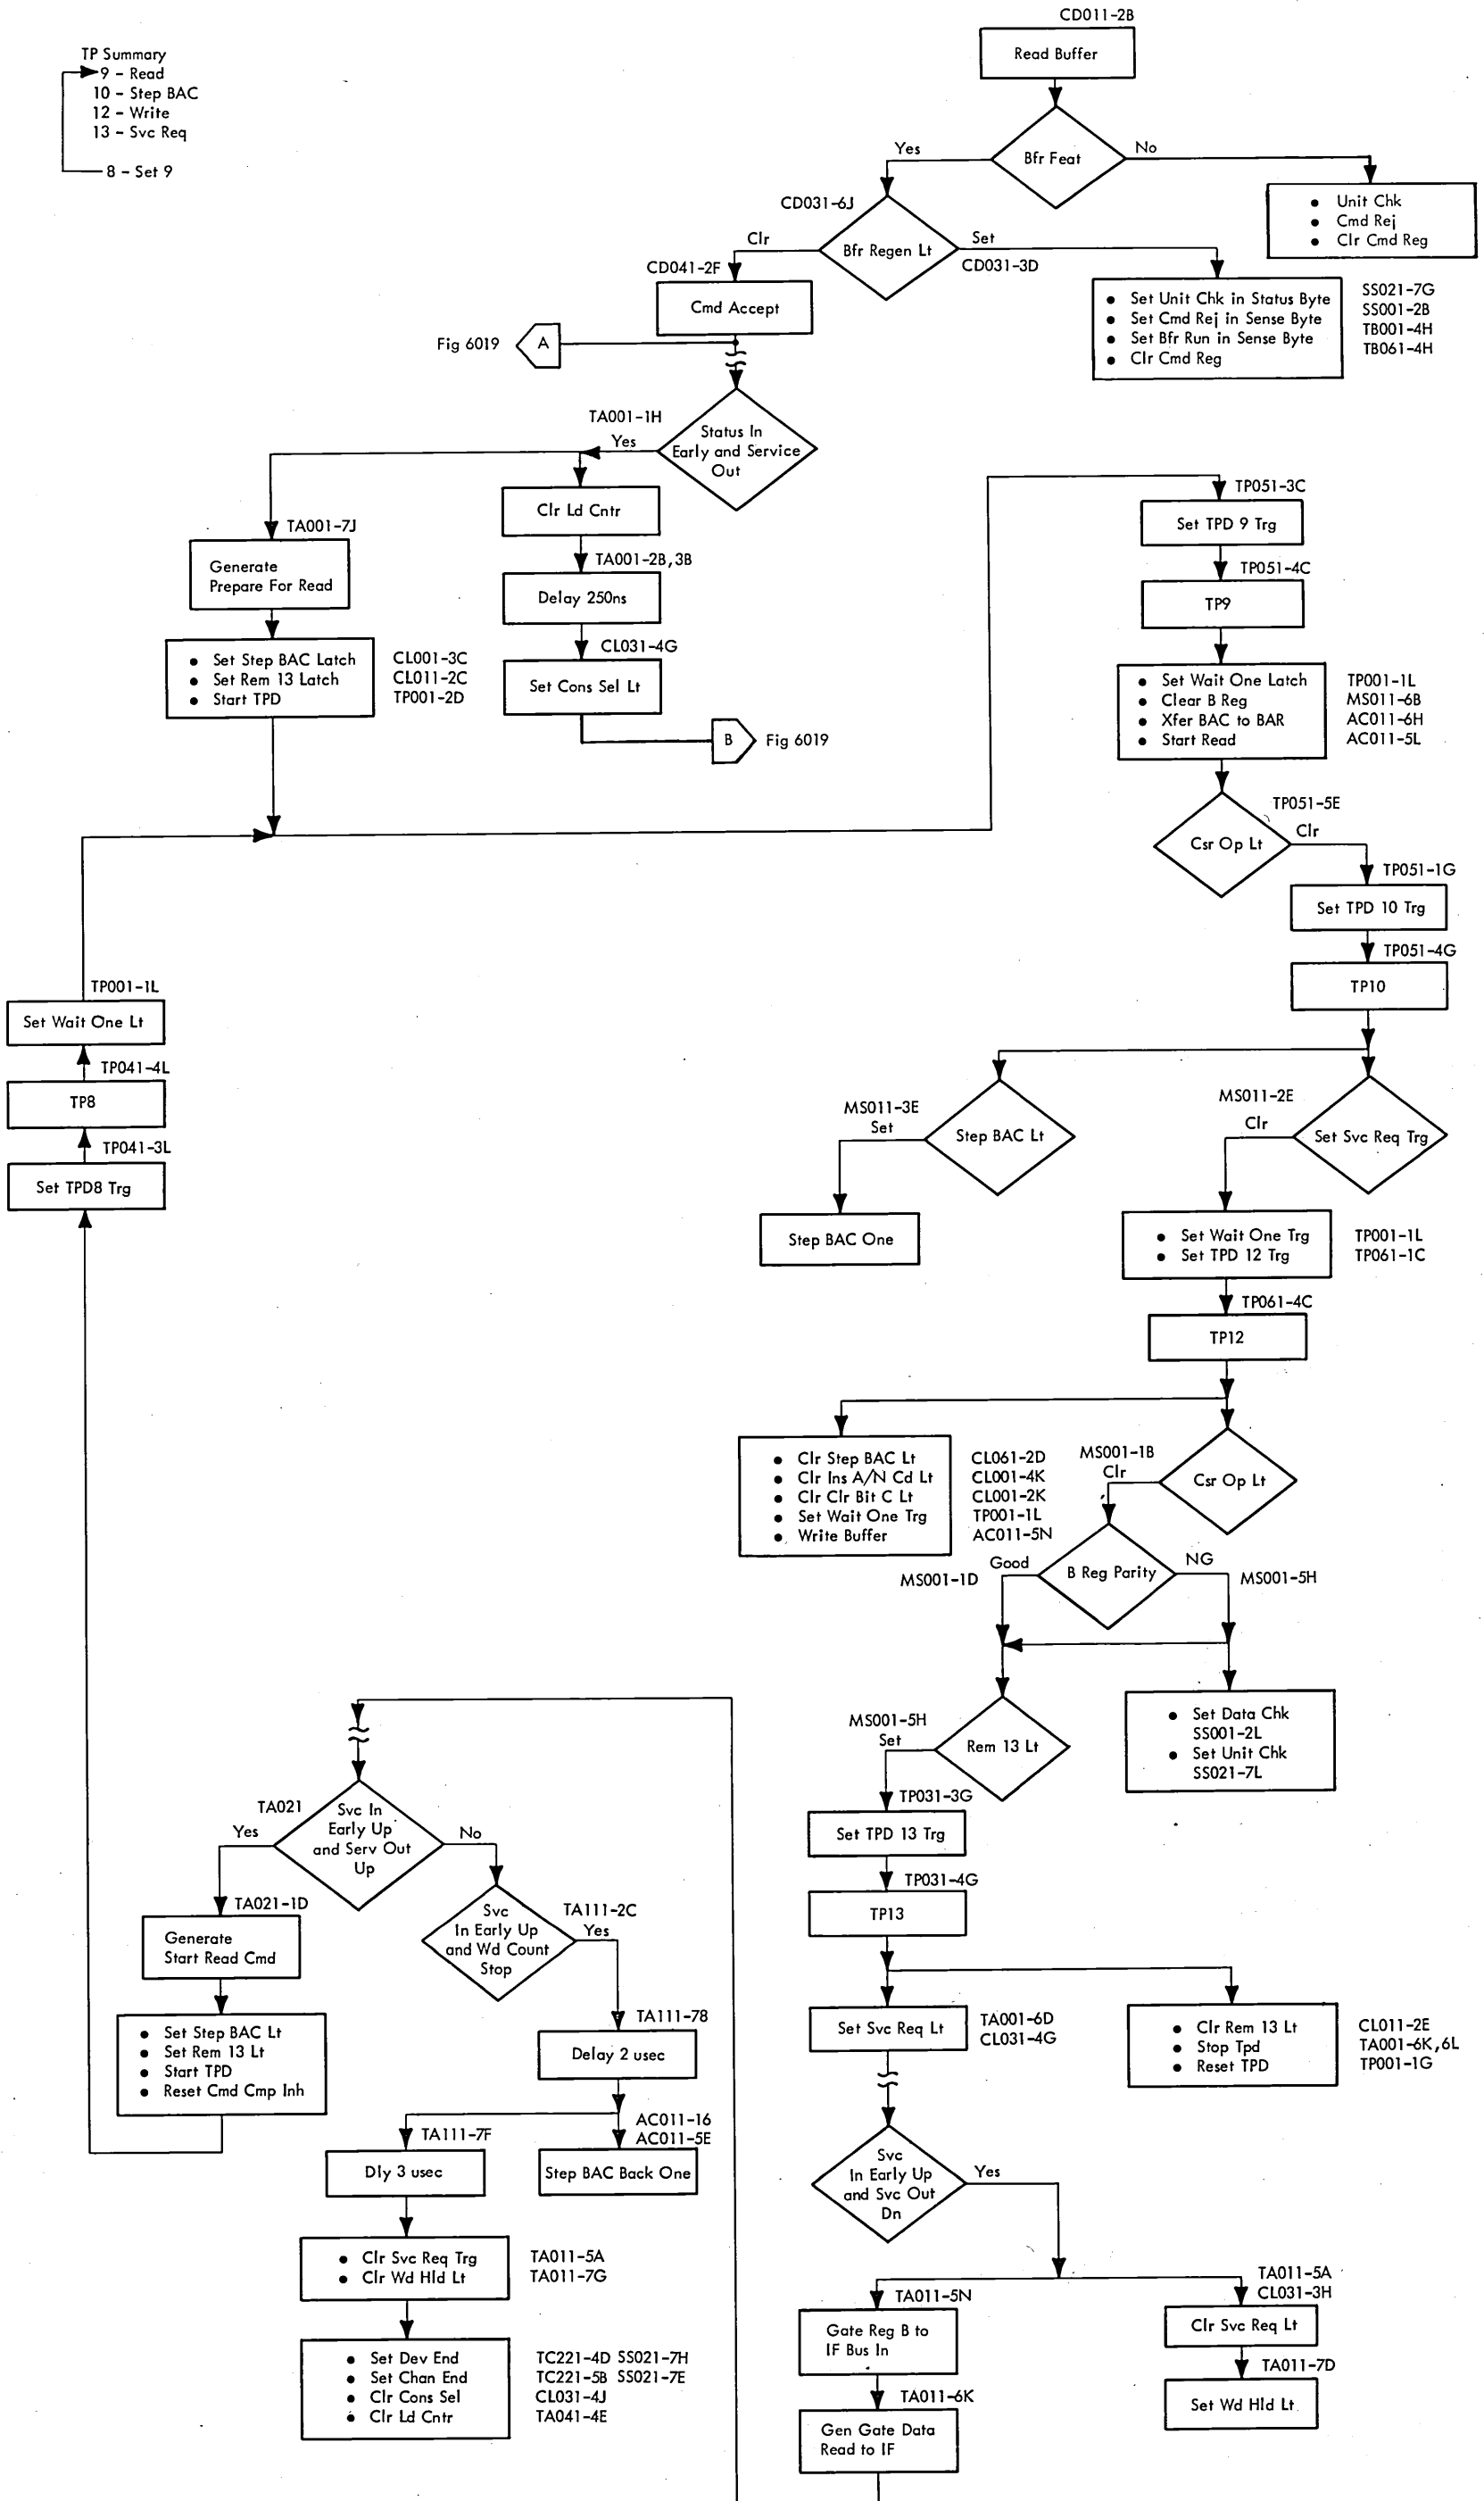 CD011-2B
Read Buffer
TP Summary
9 - Read
10 - Step BAC
12 - Write
13 - Svc Req
8 - Set 9
Bfr Feat
Yes
No
• Unit Chk
• Cmd Rej
• Clr Cmd Reg
CD031-6J
Bfr Regen Lt
Clr
Set
CD031-3D
CD041-2F
Cmd Accept
• Set Unit Chk in Status Byte
• Set Cmd Rej in Sense Byte
• Set Bfr Run in Sense Byte
• Clr Cmd Reg
SS021-7G
SS001-2B
TB001-4H
TB061-4H
Fig 6019
A
TA001-1H
Yes
Status In
Early and Service
Out
TA001-7J
Generate
Prepare For Read
Clr Ld Cntr
TA001-2B,3B
Delay 250ns
CL031-4G
Set Cons Sel Lt
• Set Step BAC Latch
• Set Rem 13 Latch
• Start TPD
CL001-3C
CL011-2C
TP001-2D
B
Fig 6019
TP051-3C
Set TPD 9 Trg
TP051-4C
TP9
• Set Wait One Latch
• Clear B Reg
• Xfer BAC to BAR
• Start Read
TP001-1L
MS011-6B
AC011-6H
AC011-5L
TP051-5E
Csr Op Lt
Clr
TP051-1G
Set TPD 10 Trg
TP051-4G
TP10
TP001-1L
Set Wait One Lt
TP041-4L
TP8
TP041-3L
Set TPD8 Trg
MS011-3E
Set
Step BAC Lt
MS011-2E
Clr
Set Svc Req Trg
Step BAC One
• Set Wait One Trg
• Set TPD 12 Trg
TP001-1L
TP061-1C
TP061-4C
TP12
• Clr Step BAC Lt
• Clr Ins A/N Cd Lt
• Clr Clr Bit C Lt
• Set Wait One Trg
• Write Buffer
CL061-2D
CL001-4K
CL001-2K
TP001-1L
AC011-5N
MS001-1B
Clr
Csr Op Lt
Good
B Reg Parity
NG
MS001-1D
MS001-5H
MS001-5H
Set
Rem 13 Lt
• Set Data Chk
SS001-2L
• Set Unit Chk
SS021-7L
TP031-3G
Set TPD 13 Trg
TP031-4G
TP13
TA021
Yes
Svc In
Early Up
and Serv Out
Up
No
TA021-1D
Generate
Start Read Cmd
Svc
In Early Up
and Wd Count
Stop
TA111-2C
Yes
• Set Step BAC Lt
• Set Rem 13 Lt
• Start TPD
• Reset Cmd Cmp Inh
TA111-78
Delay 2 usec
TA111-7F
Dly 3 usec
AC011-16
AC011-5E
Step BAC Back One
Set Svc Req Lt
TA001-6D
CL031-4G
• Clr Rem 13 Lt
• Stop Tpd
• Reset TPD
CL011-2E
TA001-6K,6L
TP001-1G
Svc
In Early Up
and Svc Out
Dn
Yes
• Clr Svc Req Trg
• Clr Wd Hld Lt
TA011-5A
TA011-7G
• Set Dev End
• Set Chan End
• Clr Cons Sel
• Clr Ld Cntr
TC221-4D SS021-7H
TC221-5B SS021-7E
CL031-4J
TA041-4E
TA011-5N
Gate Reg B to
IF Bus In
TA011-6K
Gen Gate Data
Read to IF
TA011-5A
CL031-3H
Clr Svc Req Lt
TA011-7D
Set Wd Hld Lt